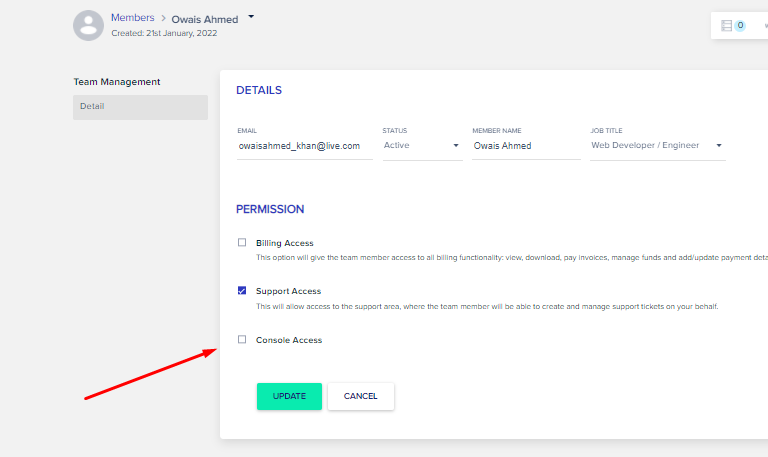 Members > Owais Ahmed
Created: 21st January, 2022
0
Team Management
Detail
DETAILS
EMAIL STATUS MEMBER NAME JOB TITLE
owaisahmed_khan@live.com Active Owais Ahmed Web Developer / Engineer
PERMISSION
Billing Access
This option will give the team member access to all billing functionality: view, download, pay invoices, manage funds and add/update payment deta
Support Access
This will allow access to the support area, where the team member will be able to create and manage support tickets on your behalf.
Console Access
UPDATE CANCEL